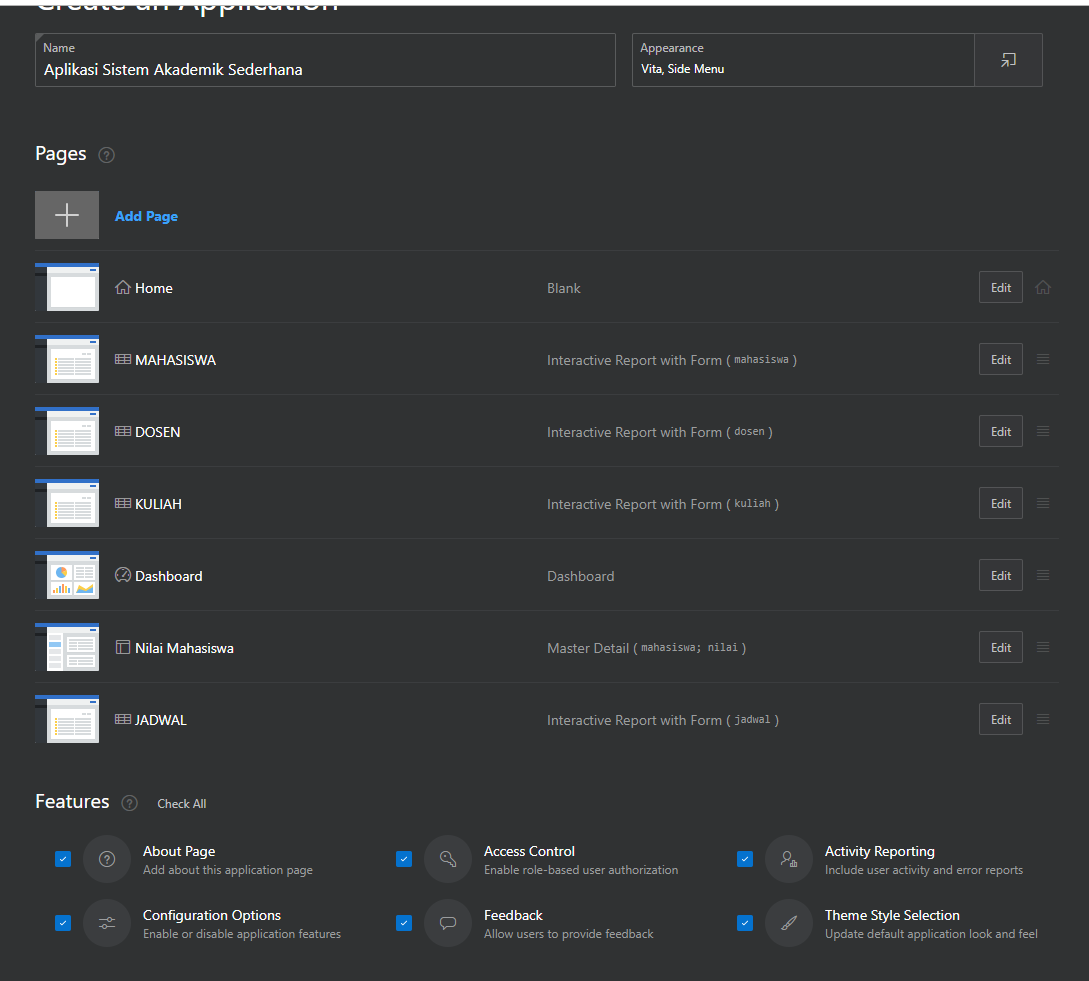 Create an Application
Name
Aplikasi Sistem Akademik Sederhana
Appearance
Vita, Side Menu
Pages ?
Add Page
Home Blank Edit
MAHASISWA Interactive Report with Form ( mahasiswa ) Edit
DOSEN Interactive Report with Form ( dosen ) Edit
KULIAH Interactive Report with Form ( kuliah ) Edit
Dashboard Dashboard Edit
Nilai Mahasiswa Master Detail ( mahasiswa; nilai ) Edit
JADWAL Interactive Report with Form ( jadwal ) Edit
Features ? Check All
About Page
Add about this application page
Access Control
Enable role-based user authorization
Activity Reporting
Include user activity and error reports
Configuration Options
Enable or disable application features
Feedback
Allow users to provide feedback
Theme Style Selection
Update default application look and feel